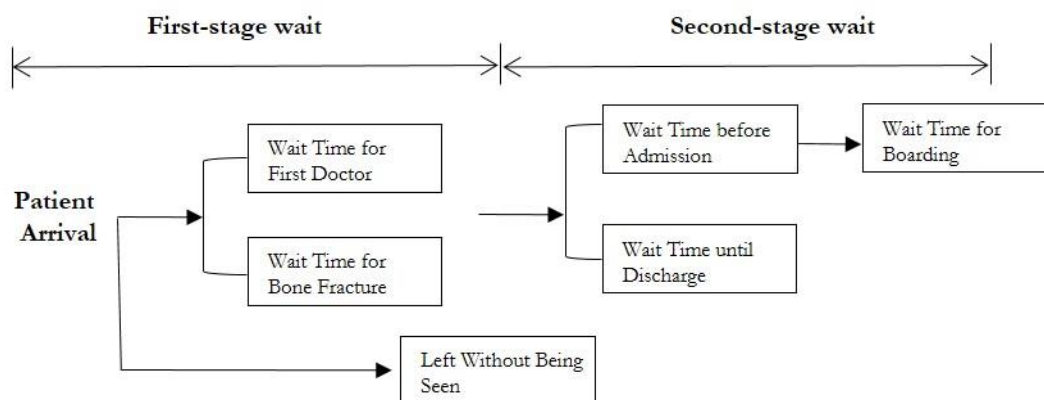 First-stage wait
Second-stage wait
Wait Time for
First Doctor
Wait Time before
Admission
Wait Time for
Boarding
Patient
Arrival
Wait Time for
Bone Fracture
Wait Time until
Discharge
Left Without Being
Seen